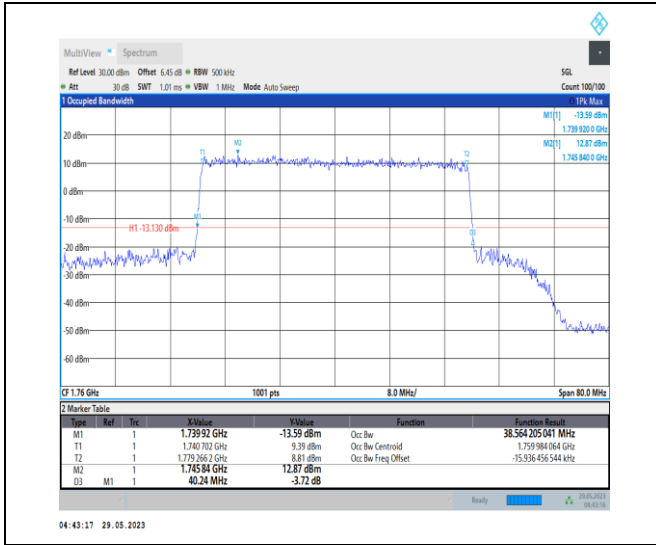 MultiView Spectrum
Ref Level 30.00 dBm Offset 6.45 dB RBW 500 kHz SGL
Att 30 dB SWT 1.01 ms VBW 1 MHz Mode Auto Sweep Count 100/100
1 Occupied Bandwidth 1Pk Max
M1[1] -13.59 dBm
1.739 920 0 GHz
M2[1] 12.87 dBm
1.745 840 0 GHz
20 dBm
M2
T1
T2
10 dBm
0 dBm
-10 dBm
M1
H1 -13.130 dBm
D3
-20 dBm
-30 dBm
-40 dBm
-50 dBm
-60 dBm
CF 1.76 GHz 1001 pts 8.0 MHz/ Span 80.0 MHz
2 Marker Table
Type Ref Trc X-Value Y-Value Function Function Result
M1 1 1.739 92 GHz -13.59 dBm Occ Bw 38.564 205 041 MHz
T1 1 1.740 702 GHz 9.39 dBm Occ Bw Centroid 1.759 984 064 GHz
T2 1 1.779 266 2 GHz 8.81 dBm Occ Bw Freq Offset -15.936 456 544 kHz
M2 1 1.745 84 GHz 12.87 dBm
D3 M1 1 40.24 MHz -3.72 dB
Ready 29.05.2023
04:43:16
04:43:17 29.05.2023